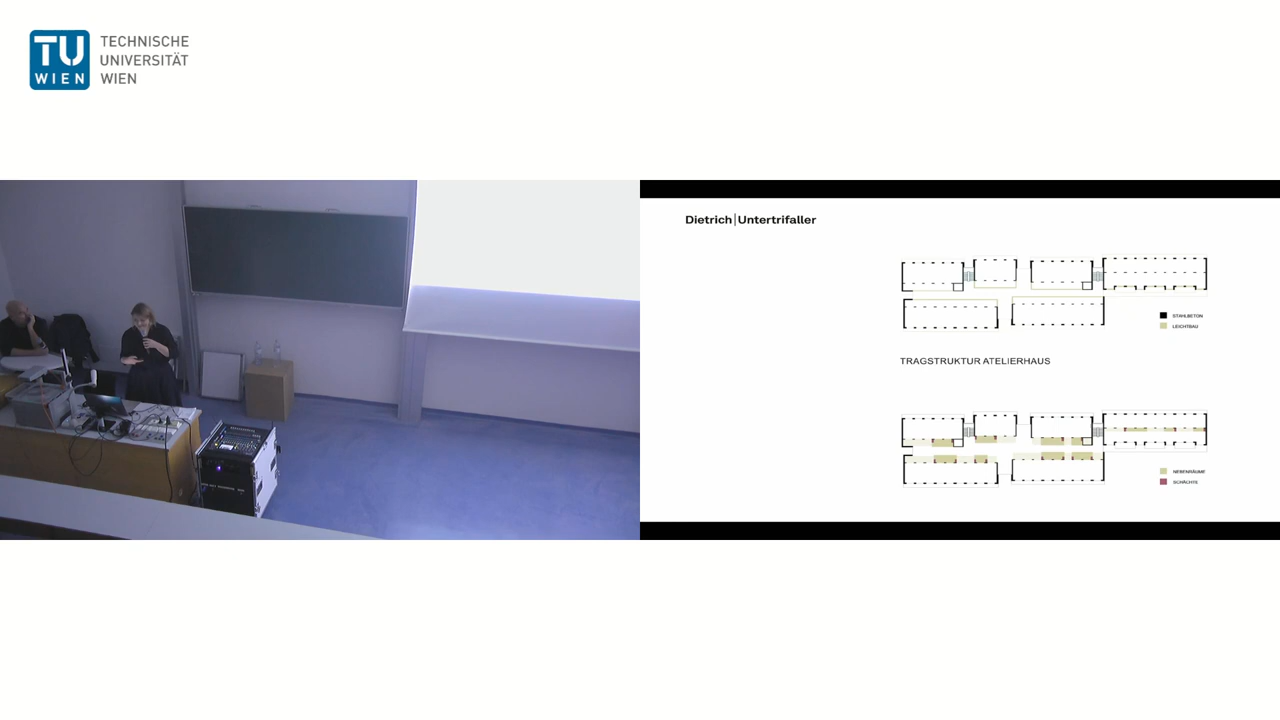 TU
WIEN
TECHNISCHE
UNIVERSITÄT
WIEN
Dietrich|Untertrifaller
STAHLBETON
LEICHTBAU
TRAGSTRUKTUR ATELIERHAUS
NEBENRÄUME
SCHÄCHTE